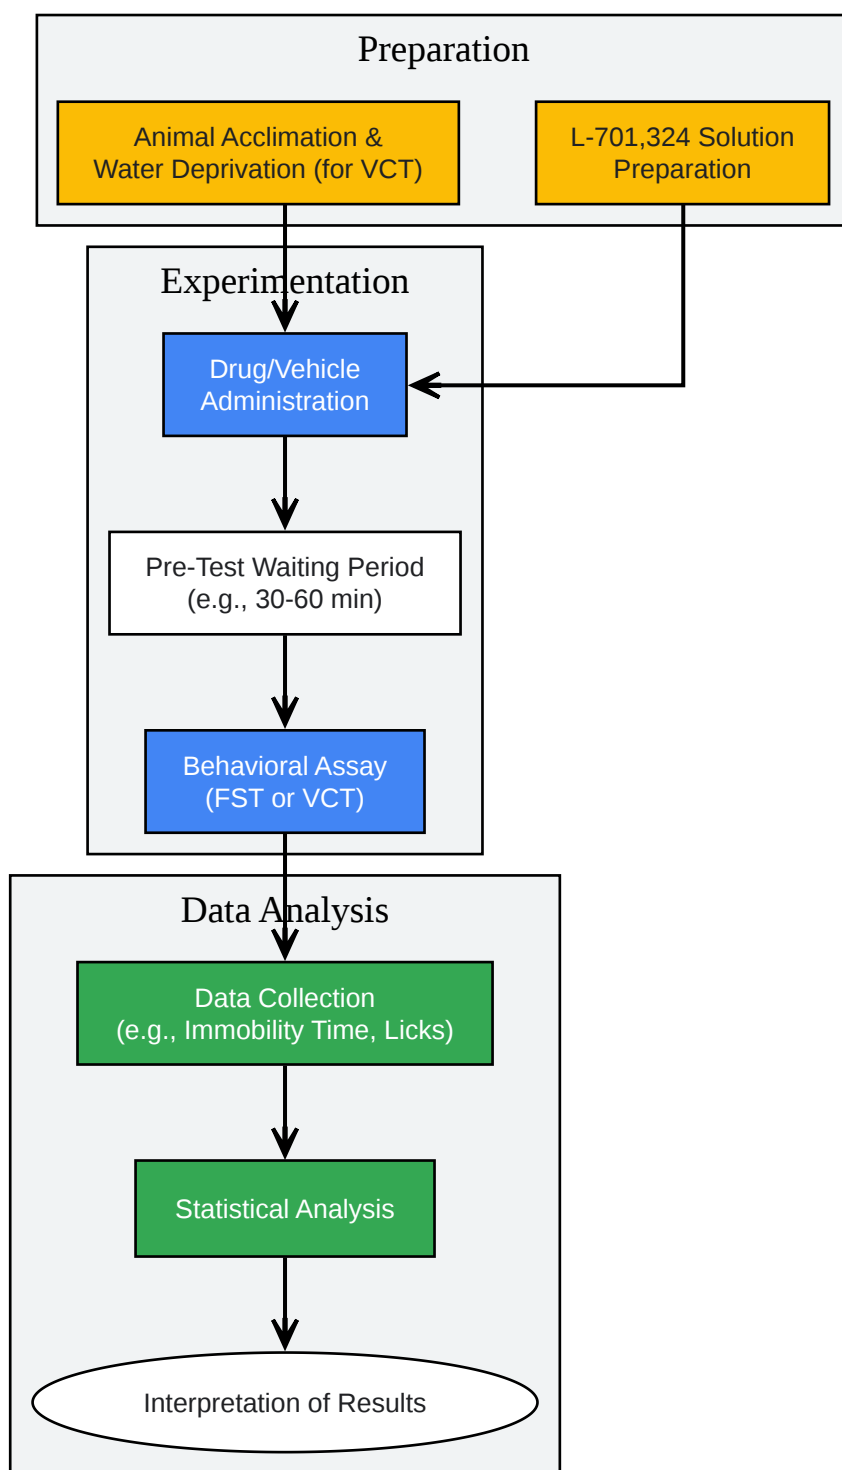 Preparation
Animal Acclimation &
Water Deprivation (for VCT)
L-701,324 Solution
Preparation
Experimentation
Drug/Vehicle
Administration
Pre-Test Waiting Period
(e.g., 30-60 min)
Behavioral Assay
(FST or VCT)
Data Analysis
Data Collection
(e.g., Immobility Time, Licks)
Statistical Analysis
Interpretation of Results